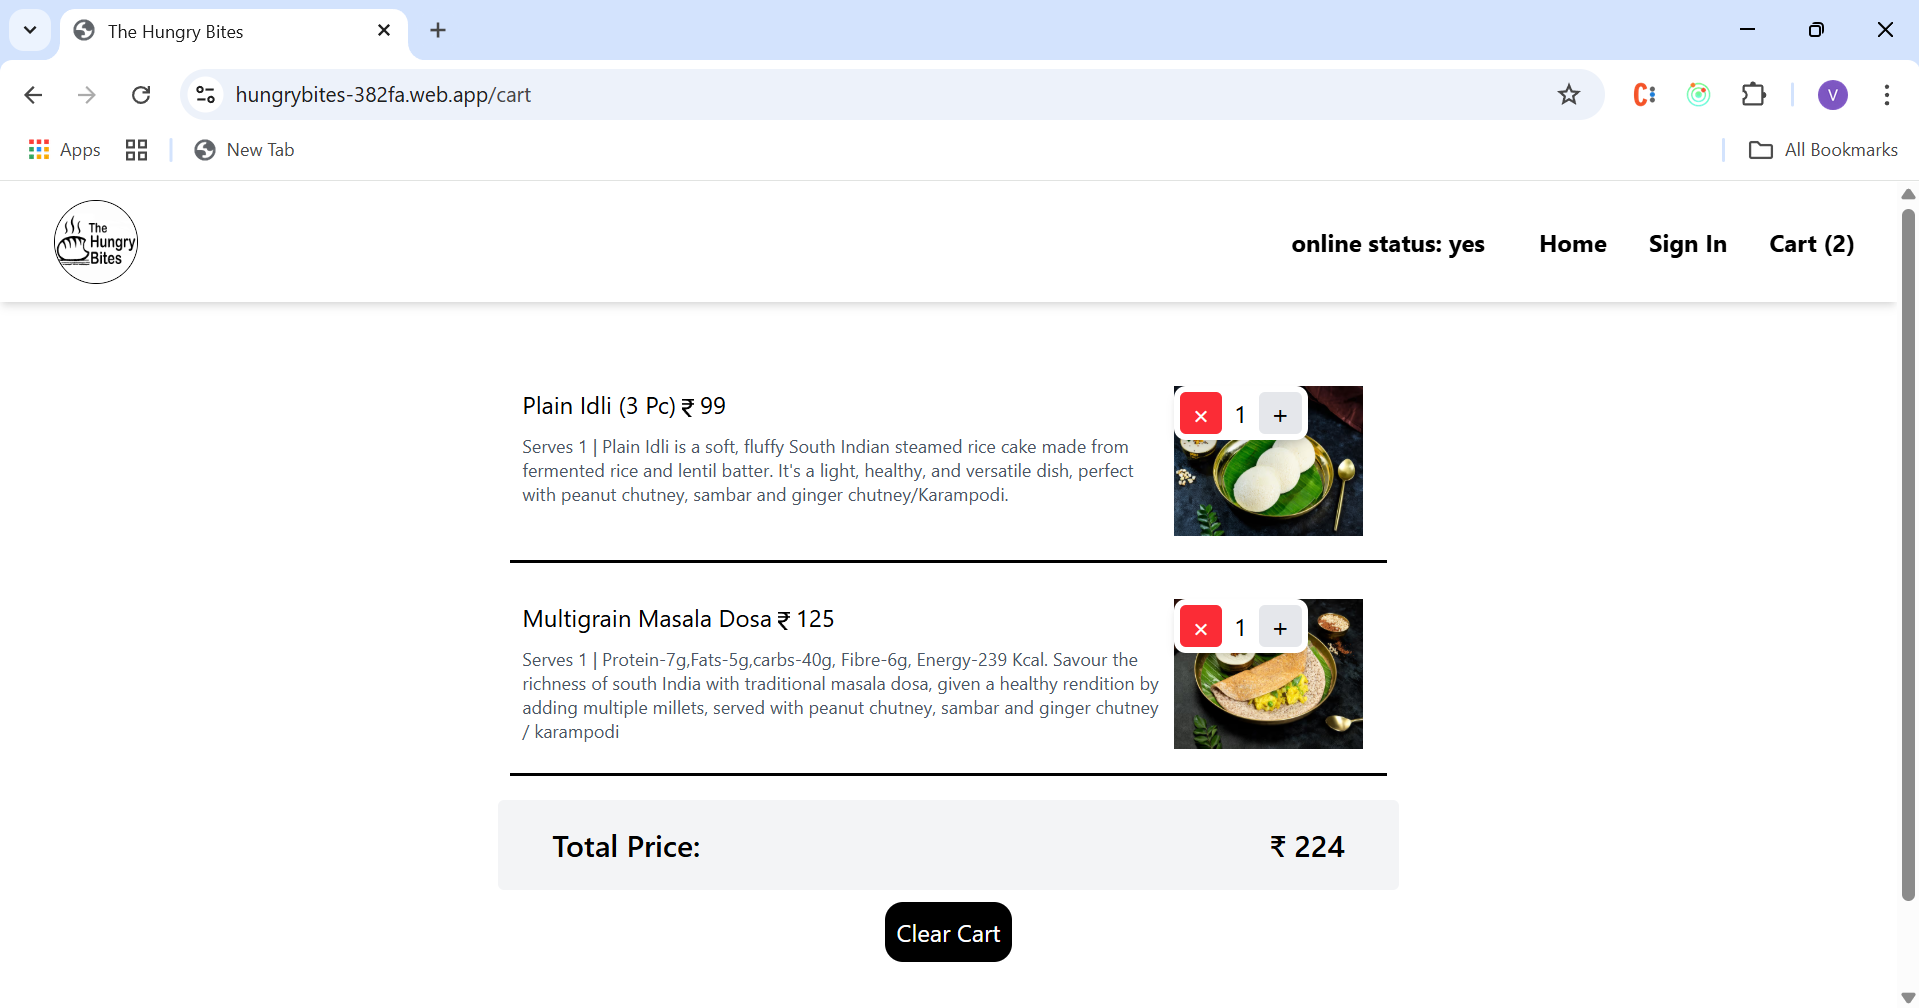 The Hungry Bites
hungrybites-382fa.web.app/cart
V
Apps
New Tab
All Bookmarks
The
Hungry
Bites
online status: yes
Home
Sign In
Cart (2)
Plain Idli (3 Pc) ₹ 99
× 1 +
Serves 1 | Plain Idli is a soft, fluffy South Indian steamed rice cake made from
fermented rice and lentil batter. It's a light, healthy, and versatile dish, perfect
with peanut chutney, sambar and ginger chutney/Karampodi.
Multigrain Masala Dosa ₹ 125
× 1 +
Serves 1 | Protein-7g,Fats-5g,carbs-40g, Fibre-6g, Energy-239 Kcal. Savour the
richness of south India with traditional masala dosa, given a healthy rendition by
adding multiple millets, served with peanut chutney, sambar and ginger chutney
/ karampodi
Total Price:
₹ 224
Clear Cart